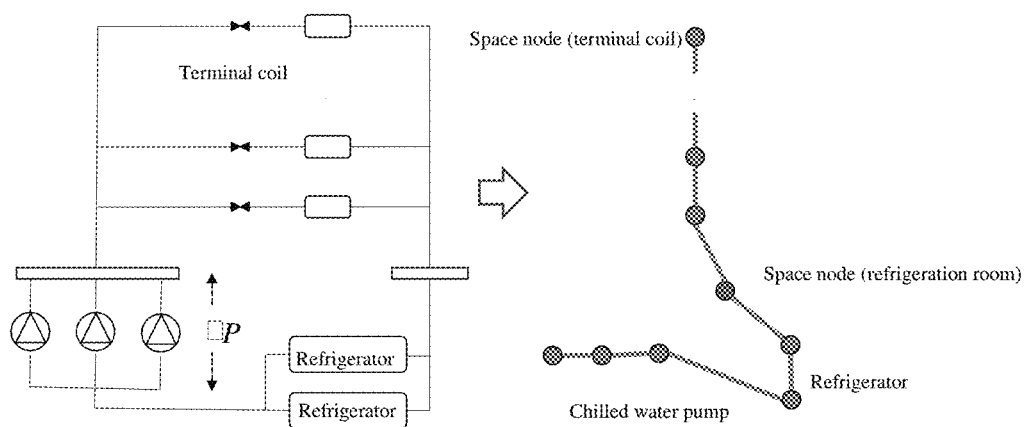 Space node (terminal coil)
Terminal coil
Space node (refrigeration room)
P
Refrigerator
Refrigerator
Refrigerator
Chilled water pump